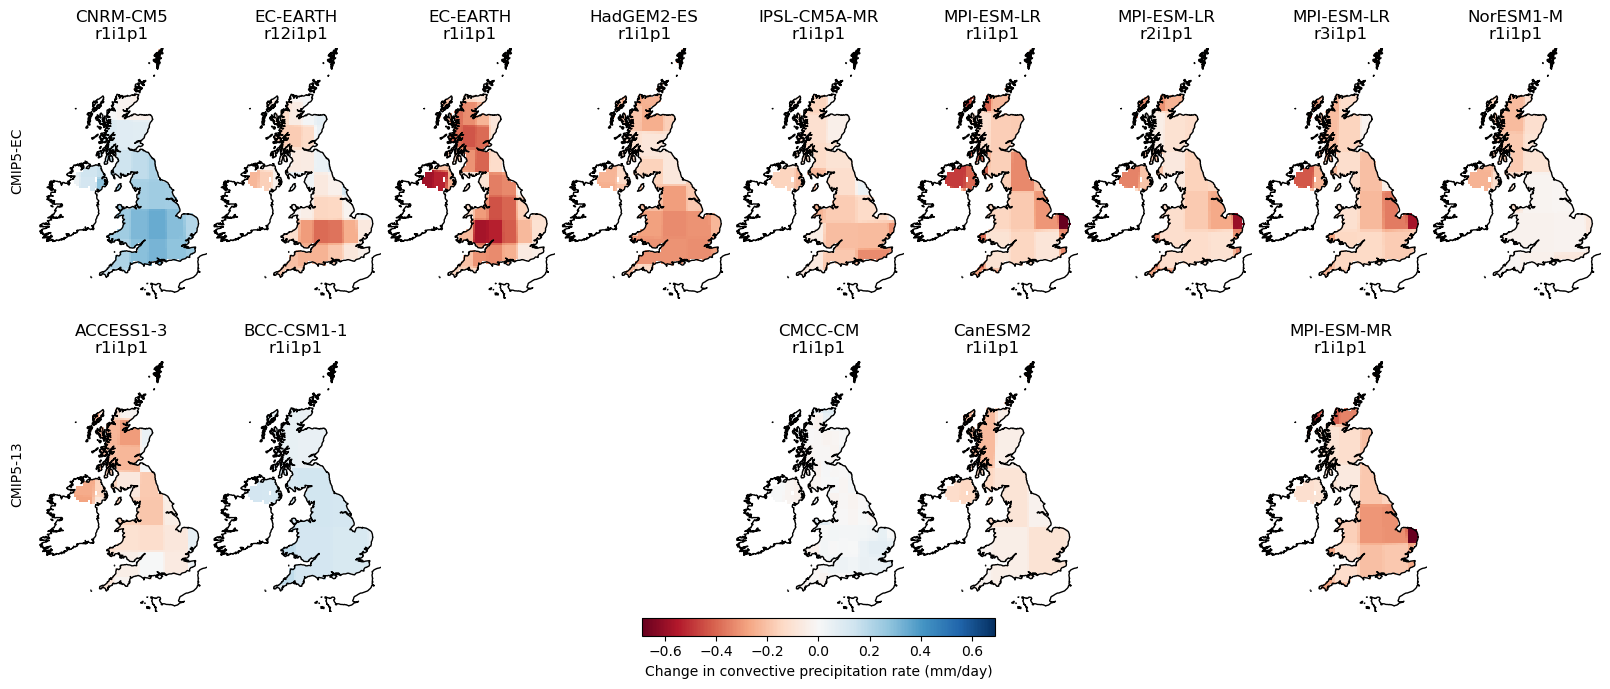 CNRM-CM5
r1i1p1
EC-EARTH
r12i1p1
EC-EARTH
r1i1p1
HadGEM2-ES
r1i1p1
IPSL-CM5A-MR
r1i1p1
MPI-ESM-LR
r1i1p1
MPI-ESM-LR
r2i1p1
MPI-ESM-LR
r3i1p1
NorESM1-M
r1i1p1
CMIP5-EC
ACCESS1-3
r1i1p1
BCC-CSM1-1
r1i1p1
CMCC-CM
r1i1p1
CanESM2
r1i1p1
MPI-ESM-MR
r1i1p1
CMIP5-13
−0.6 −0.4 −0.2 0.0 0.2 0.4 0.6
Change in convective precipitation rate (mm/day)